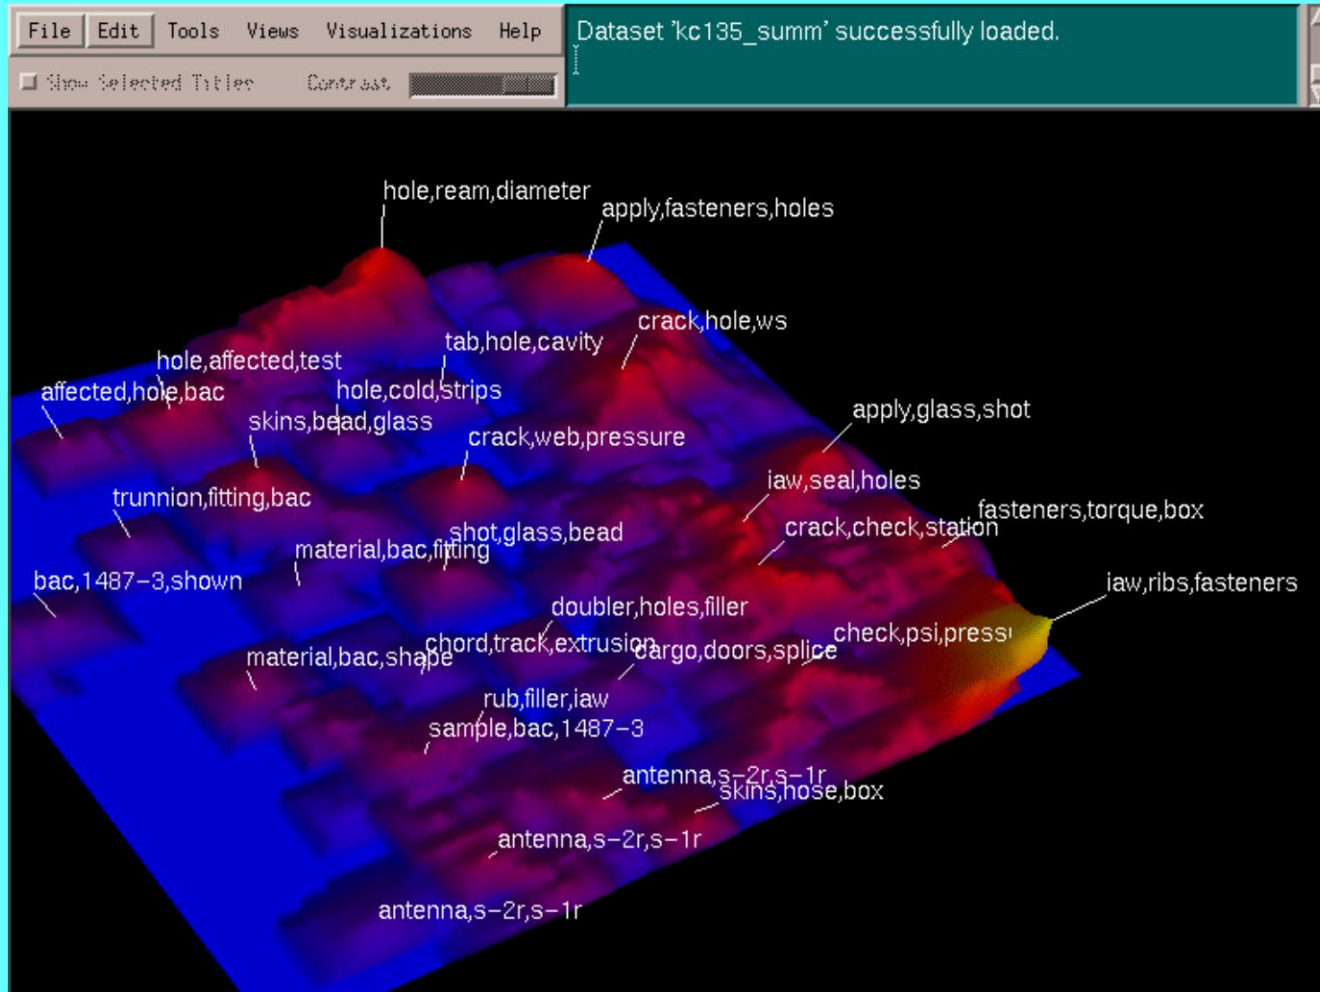 File Edit Tools Views Visualizations Help
Dataset 'kc135_summ' successfully loaded.
Show Selected Titles Contrast
hole,ream,diameter
apply,fasteners,holes
crack,hole,ws
tab,hole,cavity
hole,affected,test
affected,hole,bac
hole,cold,strips
skins,bead,glass
apply,glass,shot
crack,web,pressure
iaw,seal,holes
trunnion,fitting,bac
fasteners,torque,box
crack,check,station
shot,glass,bead
material,bac,fitting
bac,1487-3,shown
iaw,ribs,fasteners
doubler,holes,filler
check,psi,pressu
chord,track,extrusion
cargo,doors,splice
material,bac,shape
rub,filler,iaw
sample,bac,1487-3
antenna,s-2r,s-1r
skins,hose,box
antenna,s-2r,s-1r
antenna,s-2r,s-1r